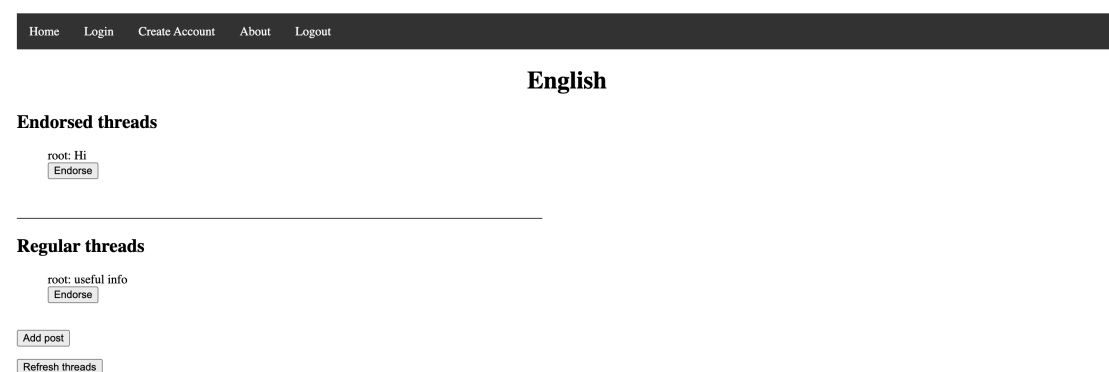 Home Login Create Account About Logout
English
Endorsed threads
root: Hi
Endorse
Regular threads
root: useful info
Endorse
Add post
Refresh threads